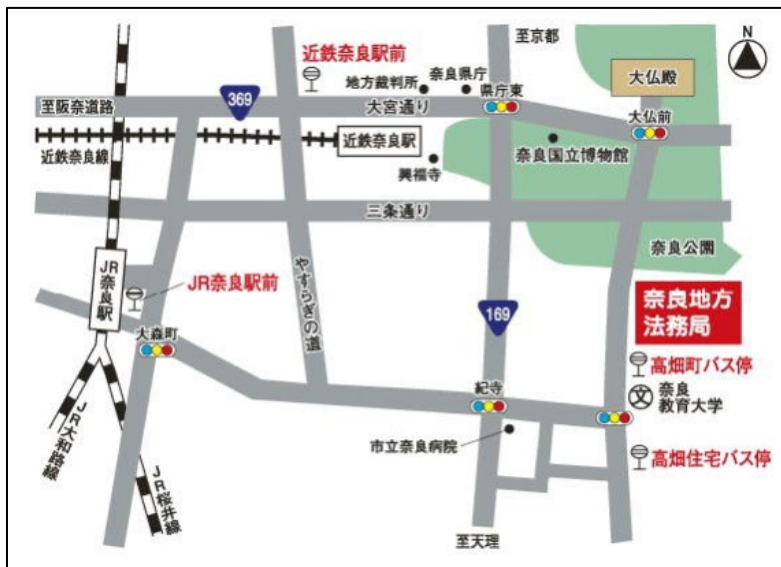 至京都
N
近鉄奈良駅前
奈良県庁
地方裁判所
県庁東
大仏殿
369
至阪奈道路
大宮通り
大仏前
近鉄奈良線
近鉄奈良駅
奈良国立博物館
興福寺
三条通り
奈良公園
JR奈良駅
JR奈良駅前
やすらぎの道
169
奈良地方
法務局
大森町
高畑町バス停
紀寺
文
奈良
教育大学
市立奈良病院
高畑住宅バス停
JR大和路線
JR桜井線
至天理